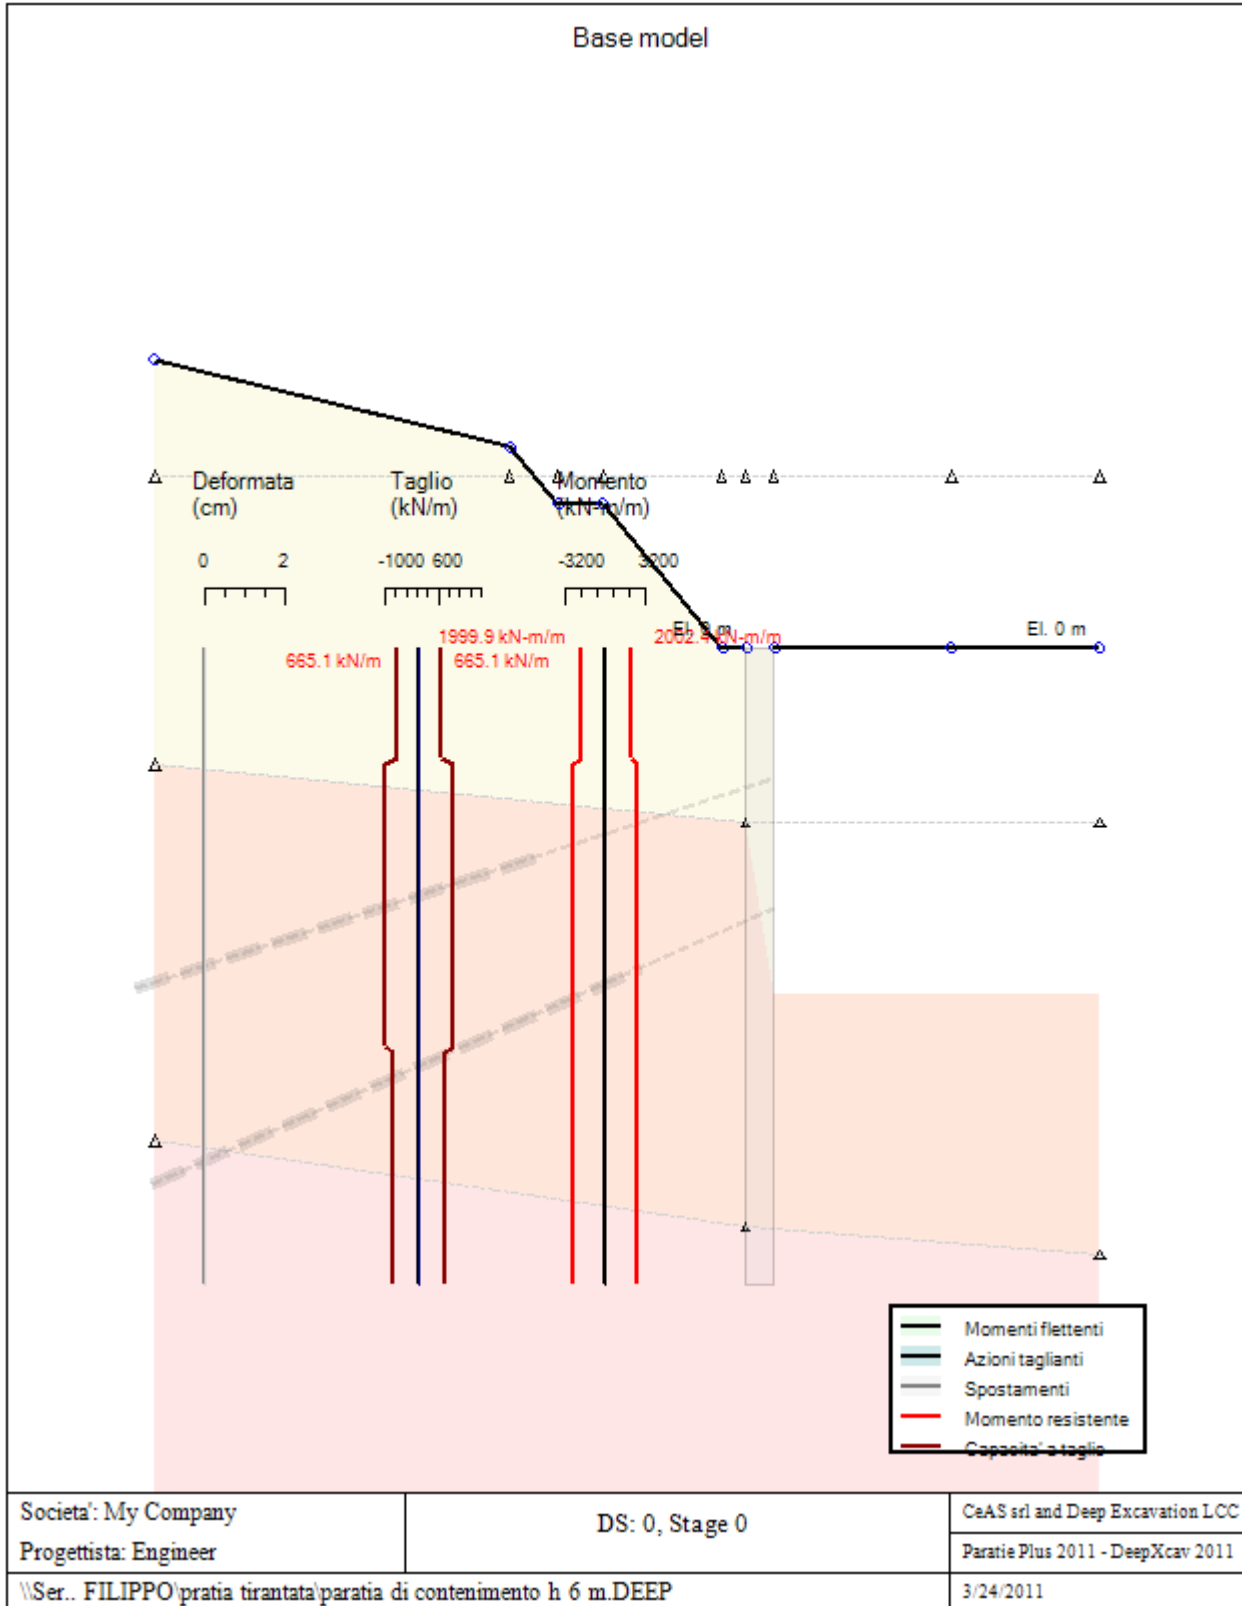 Base model
Deformata
(cm)
Taglio
(kN/m)
Momento
(kN-m/m)
0 2
-1000 600
-3200 3200
El. 0 m
El. 0 m
1999.9 kN-m/m
2002.4 kN-m/m
665.1 kN/m
665.1 kN/m
Momenti flettenti
Azioni taglianti
Spostamenti
Momento resistente
Capacita' a taglio
Societa': My Company
Progettista: Engineer
DS: 0, Stage 0
CeAS srl and Deep Excavation LCC
Paratie Plus 2011 - DeepXcav 2011
\\Ser.. FILIPPO\pratia tirantata\paratia di contenimento h 6 m.DEEP
3/24/2011